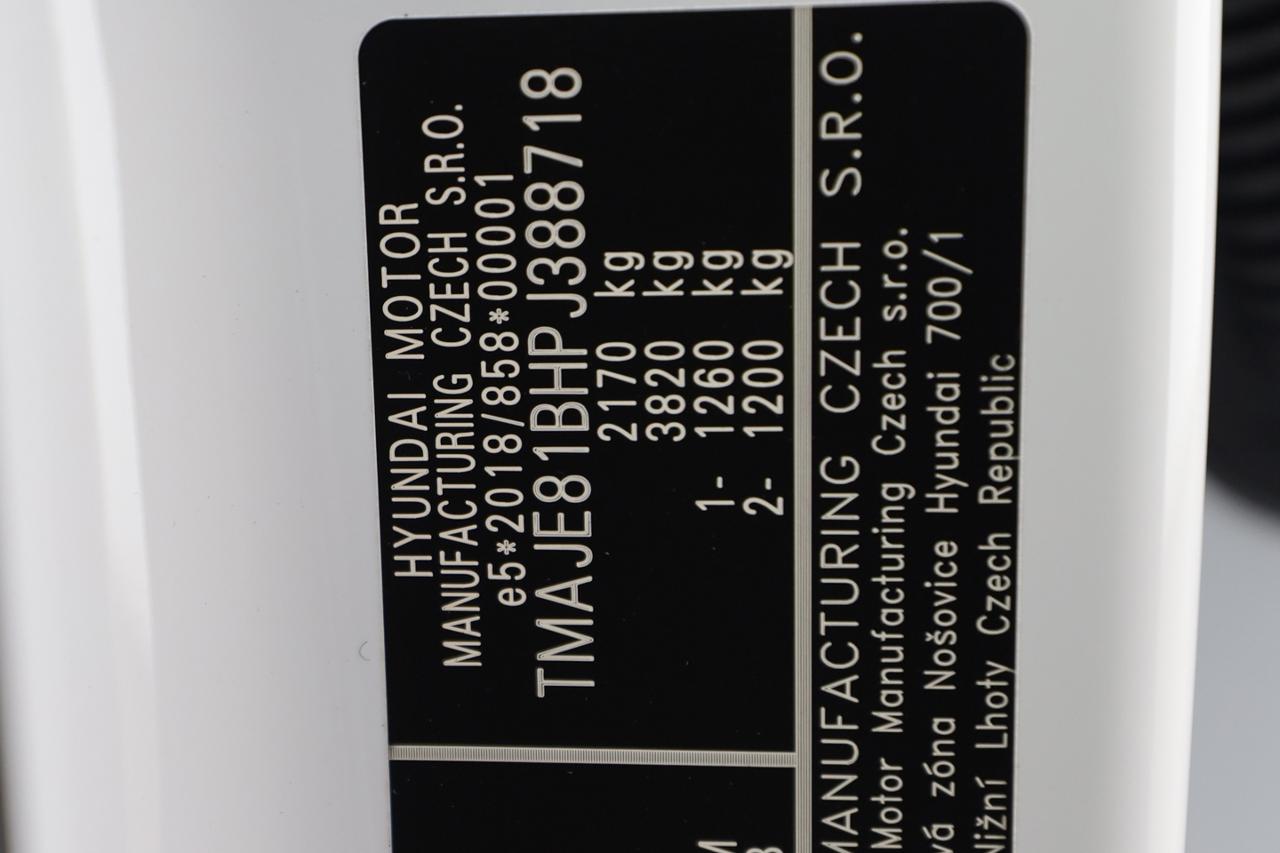 HYUNDAI MOTOR
MANUFACTURING CZECH S.R.O.
e5*2018/858*00001
TMAJE81BHPJ388718
2170 kg
3820 kg
1- 1260 kg
2- 1200 kg
MANUFACTURING CZECH S.R.O.
Motor Manufacturing Czech s.r.o.
vá zóna Nošovice Hyundai 700/1
Nižní Lhoty Czech Republic